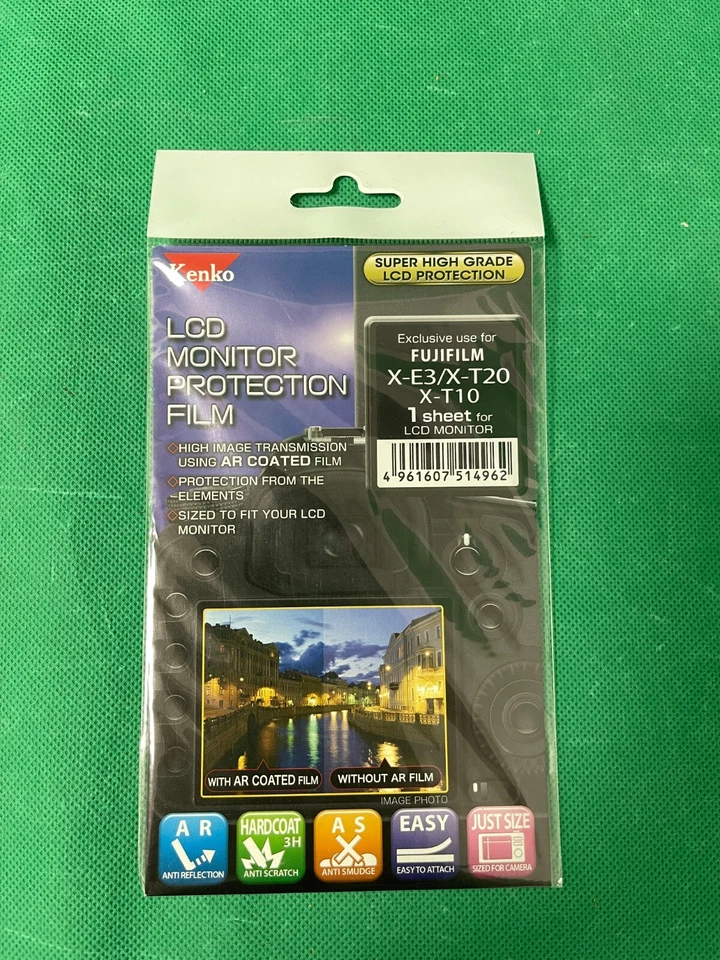 Kenko
SUPER HIGH GRADE
LCD PROTECTION
LCD
MONITOR
PROTECTION
FILM
◇HIGH IMAGE TRANSMISSION
USING AR COATED FILM
◇PROTECTION FROM THE
ELEMENTS
◇SIZED TO FIT YOUR LCD
MONITOR
Exclusive use for
FUJIFILM
X-E3/X-T20
X-T10
1 sheet for
LCD MONITOR
4 961607 514962
WITH AR COATED FILM
WITHOUT AR FILM
IMAGE PHOTO
A R
ANTI REFLECTION
HARDCOAT
3H
ANTI SCRATCH
A S
ANTI SMUDGE
EASY
EASY TO ATTACH
JUST SIZE
SIZED FOR CAMERA